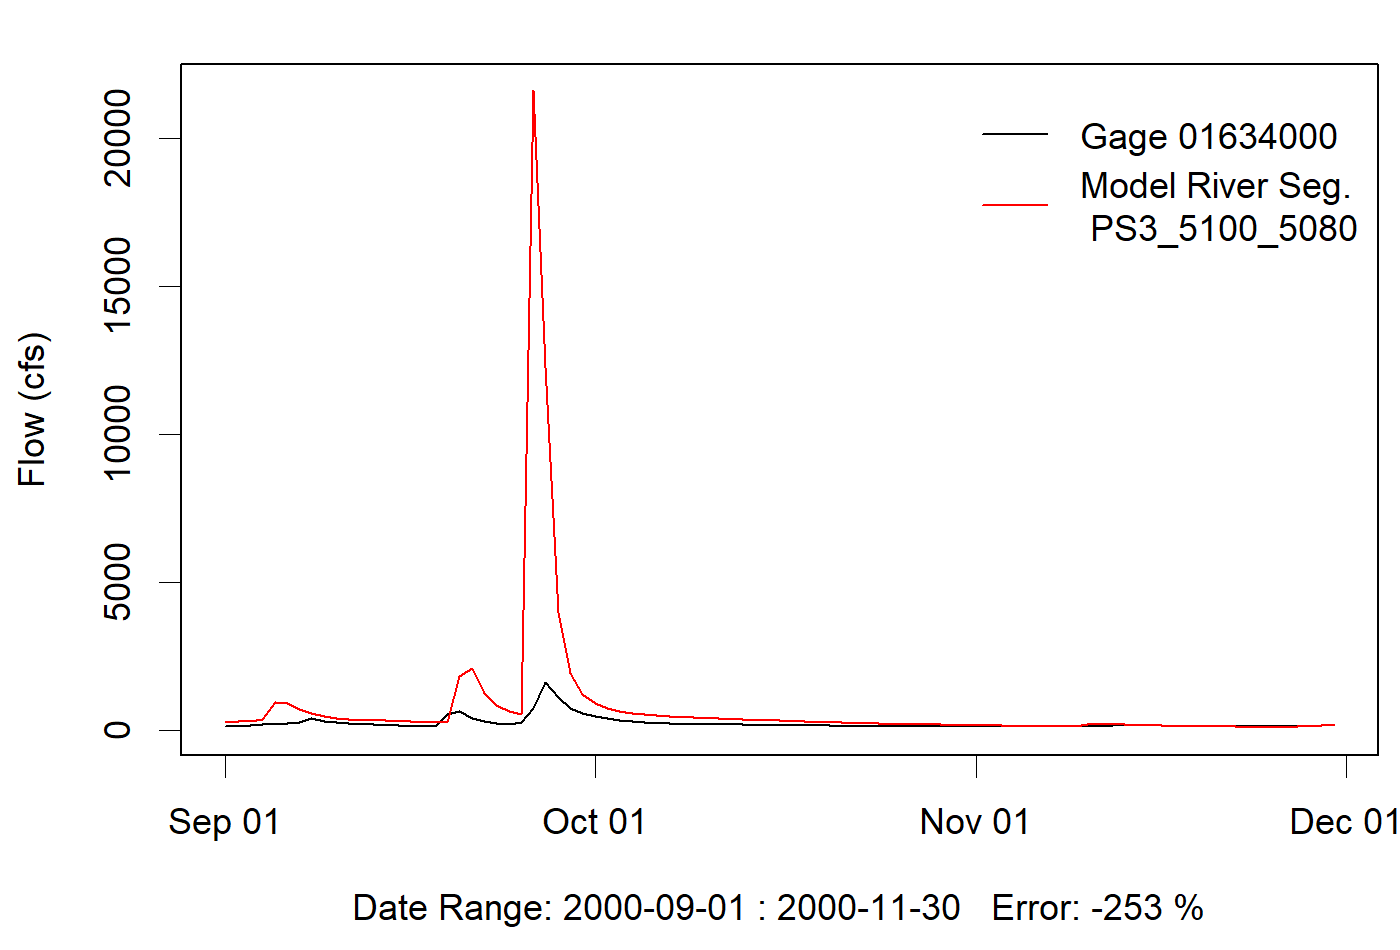 Flow (cfs)
20000
15000
10000
5000
0
Gage 01634000
Model River Seg.
PS3_5100_5080
Sep 01
Oct 01
Nov 01
Dec 01
Date Range: 2000-09-01 : 2000-11-30   Error: -253 %